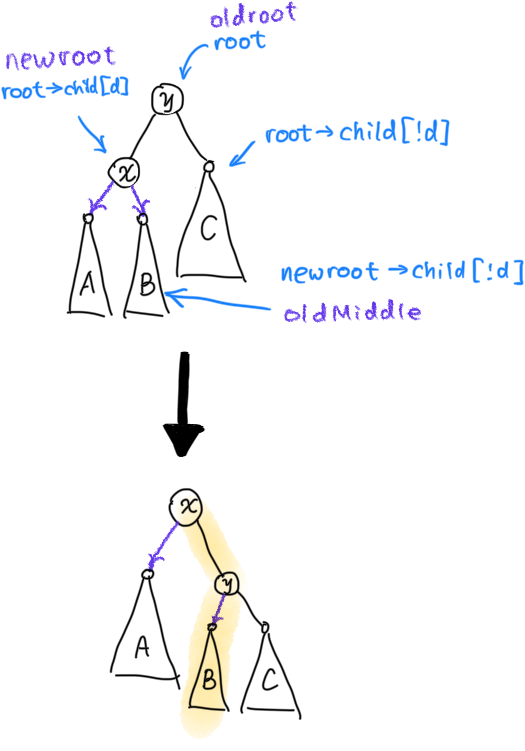 oldroot
root
newroot
root→child[d]
y
root→child[!d]
x
C
A
B
newroot→child[!d]
oldMiddle
x
y
A
B
C